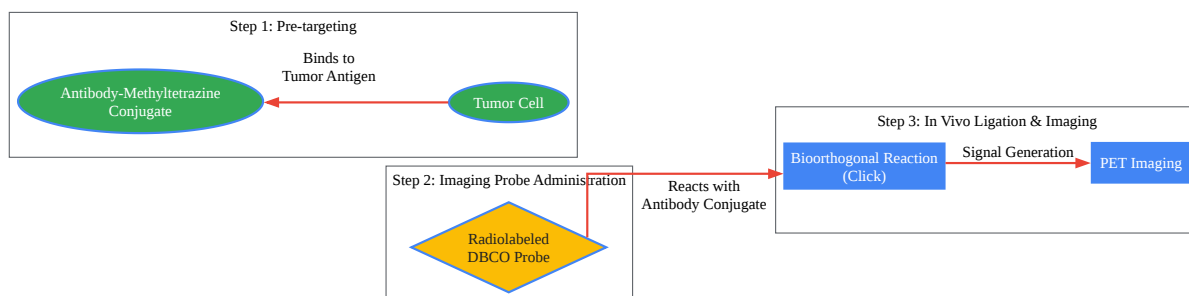 Step 1: Pre-targeting
Binds to
Tumor Antigen
Antibody-Methyltetrazine
Conjugate
Tumor Cell
Step 2: Imaging Probe Administration
Radiolabeled
DBCO Probe
Reacts with
Antibody Conjugate
Step 3: In Vivo Ligation & Imaging
Bioorthogonal Reaction
(Click)
Signal Generation
PET Imaging